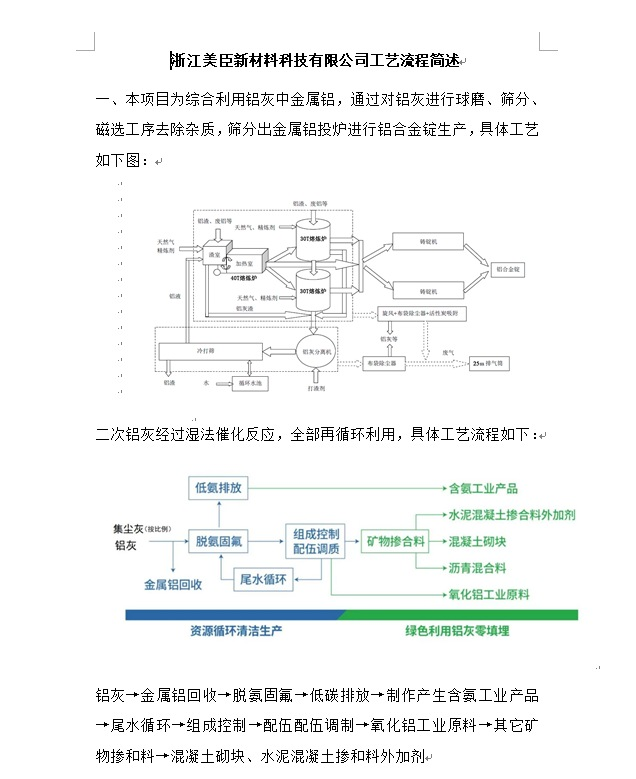 浙江美臣新材料科技有限公司工艺流程简述
一、本项目为综合利用铝灰中金属铝，通过对铝灰进行球磨、筛分、
磁选工序去除杂质，筛分出金属铝投炉进行铝合金锭生产，具体工艺
如下图：
铝渣、废铝等
铝渣、废铝等
天然气、精炼剂
天然气
精炼剂
渣室
加热室
40T熔炼炉
30T熔炼炉
天然气、精炼剂
30T熔炼炉
铸锭机
铸锭机
铝合金锭
铝液
铝灰渣
旋风+布袋除尘器+活性炭吸附
铝灰等
冷灯筛
铝灰分离机
布袋除尘器
废气
25m 排气筒
铝渣
水
循环水池
打渣剂
二次铝灰经过湿法催化反应，全部再循环利用，具体工艺流程如下：
低氨排放
含氨工业产品
集尘灰(按比例)
铝灰
脱氨固氟
组成控制
配伍调质
矿物掺合料
水泥混凝土掺合料外加剂
混凝土砌块
沥青混合料
金属铝回收
尾水循环
氧化铝工业原料
资源循环清洁生产
绿色利用铝灰零填埋
铝灰→金属铝回收→脱氨固氟→低碳排放→制作产生含氨工业产品
→尾水循环→组成控制→配伍配伍调制→氧化铝工业原料→其它矿
物掺和料→混凝土砌块、水泥混凝土掺和料外加剂